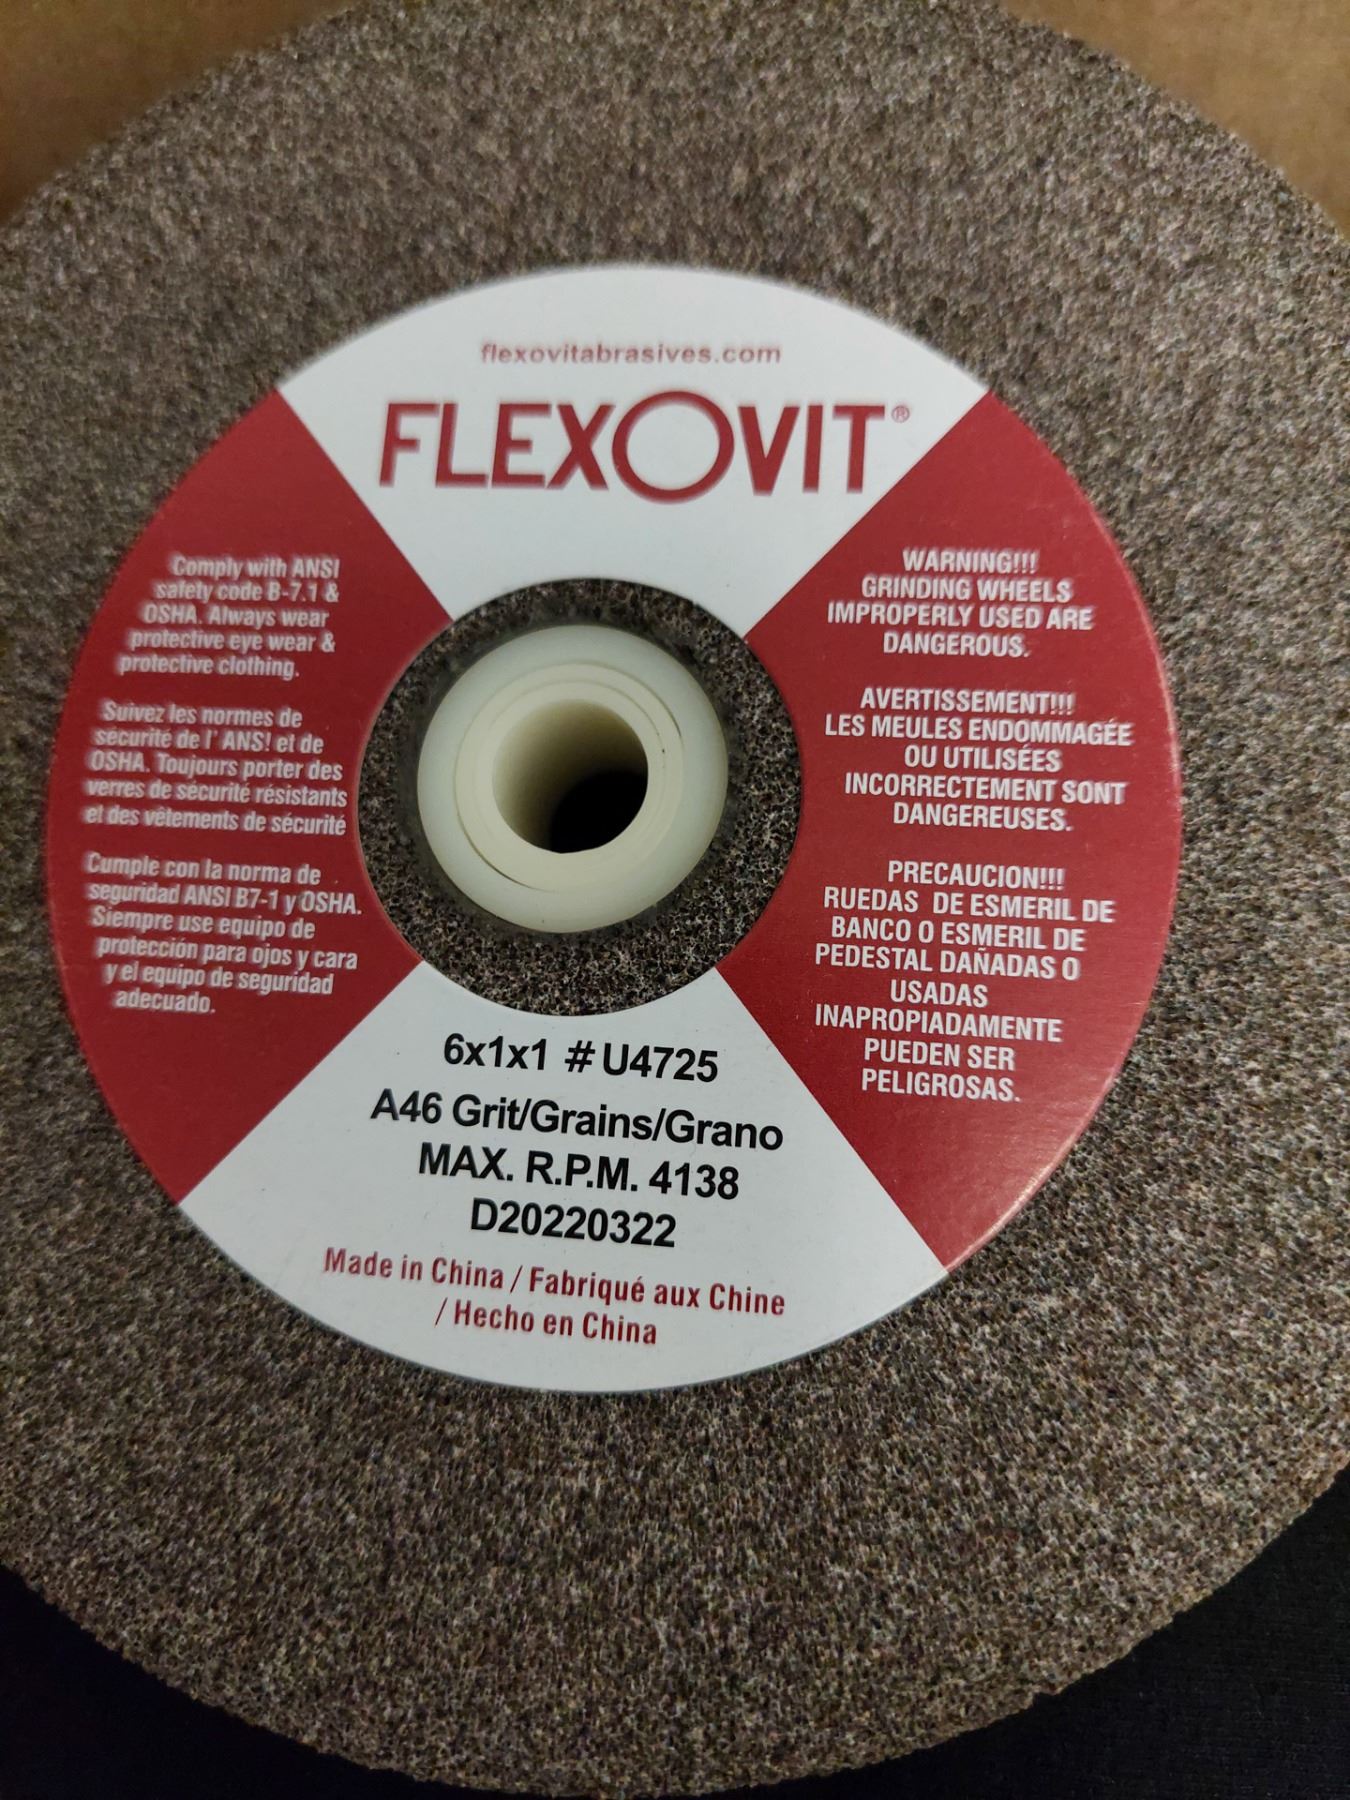 flexovitabrasives.com
FLEXOVIT®
Comply with ANSI
safety code B-7.1 &
OSHA. Always wear
protective eye wear &
protective clothing.
Suivez les normes de
sécurité de l' ANS! et de
OSHA. Toujours porter des
verres de sécurité résistants
et des vêtements de sécurité
Cumple con la norma de
seguridad ANSI B7-1 y OSHA.
Siempre use equipo de
protección para ojos y cara
y el equipo de seguridad
adecuado.
WARNING!!!
GRINDING WHEELS
IMPROPERLY USED ARE
DANGEROUS.
AVERTISSEMENT!!!
LES MEULES ENDOMMAGÉE
OU UTILISÉES
INCORRECTEMENT SONT
DANGEREUSES.
PRECAUCION!!!
RUEDAS DE ESMERIL DE
BANCO O ESMERIL DE
PEDESTAL DAÑADAS O
USADAS
INAPROPIADAMENTE
PUEDEN SER
PELIGROSAS.
6x1x1 # U4725
A46 Grit/Grains/Grano
MAX. R.P.M. 4138
D20220322
Made in China / Fabriqué aux Chine
/ Hecho en China